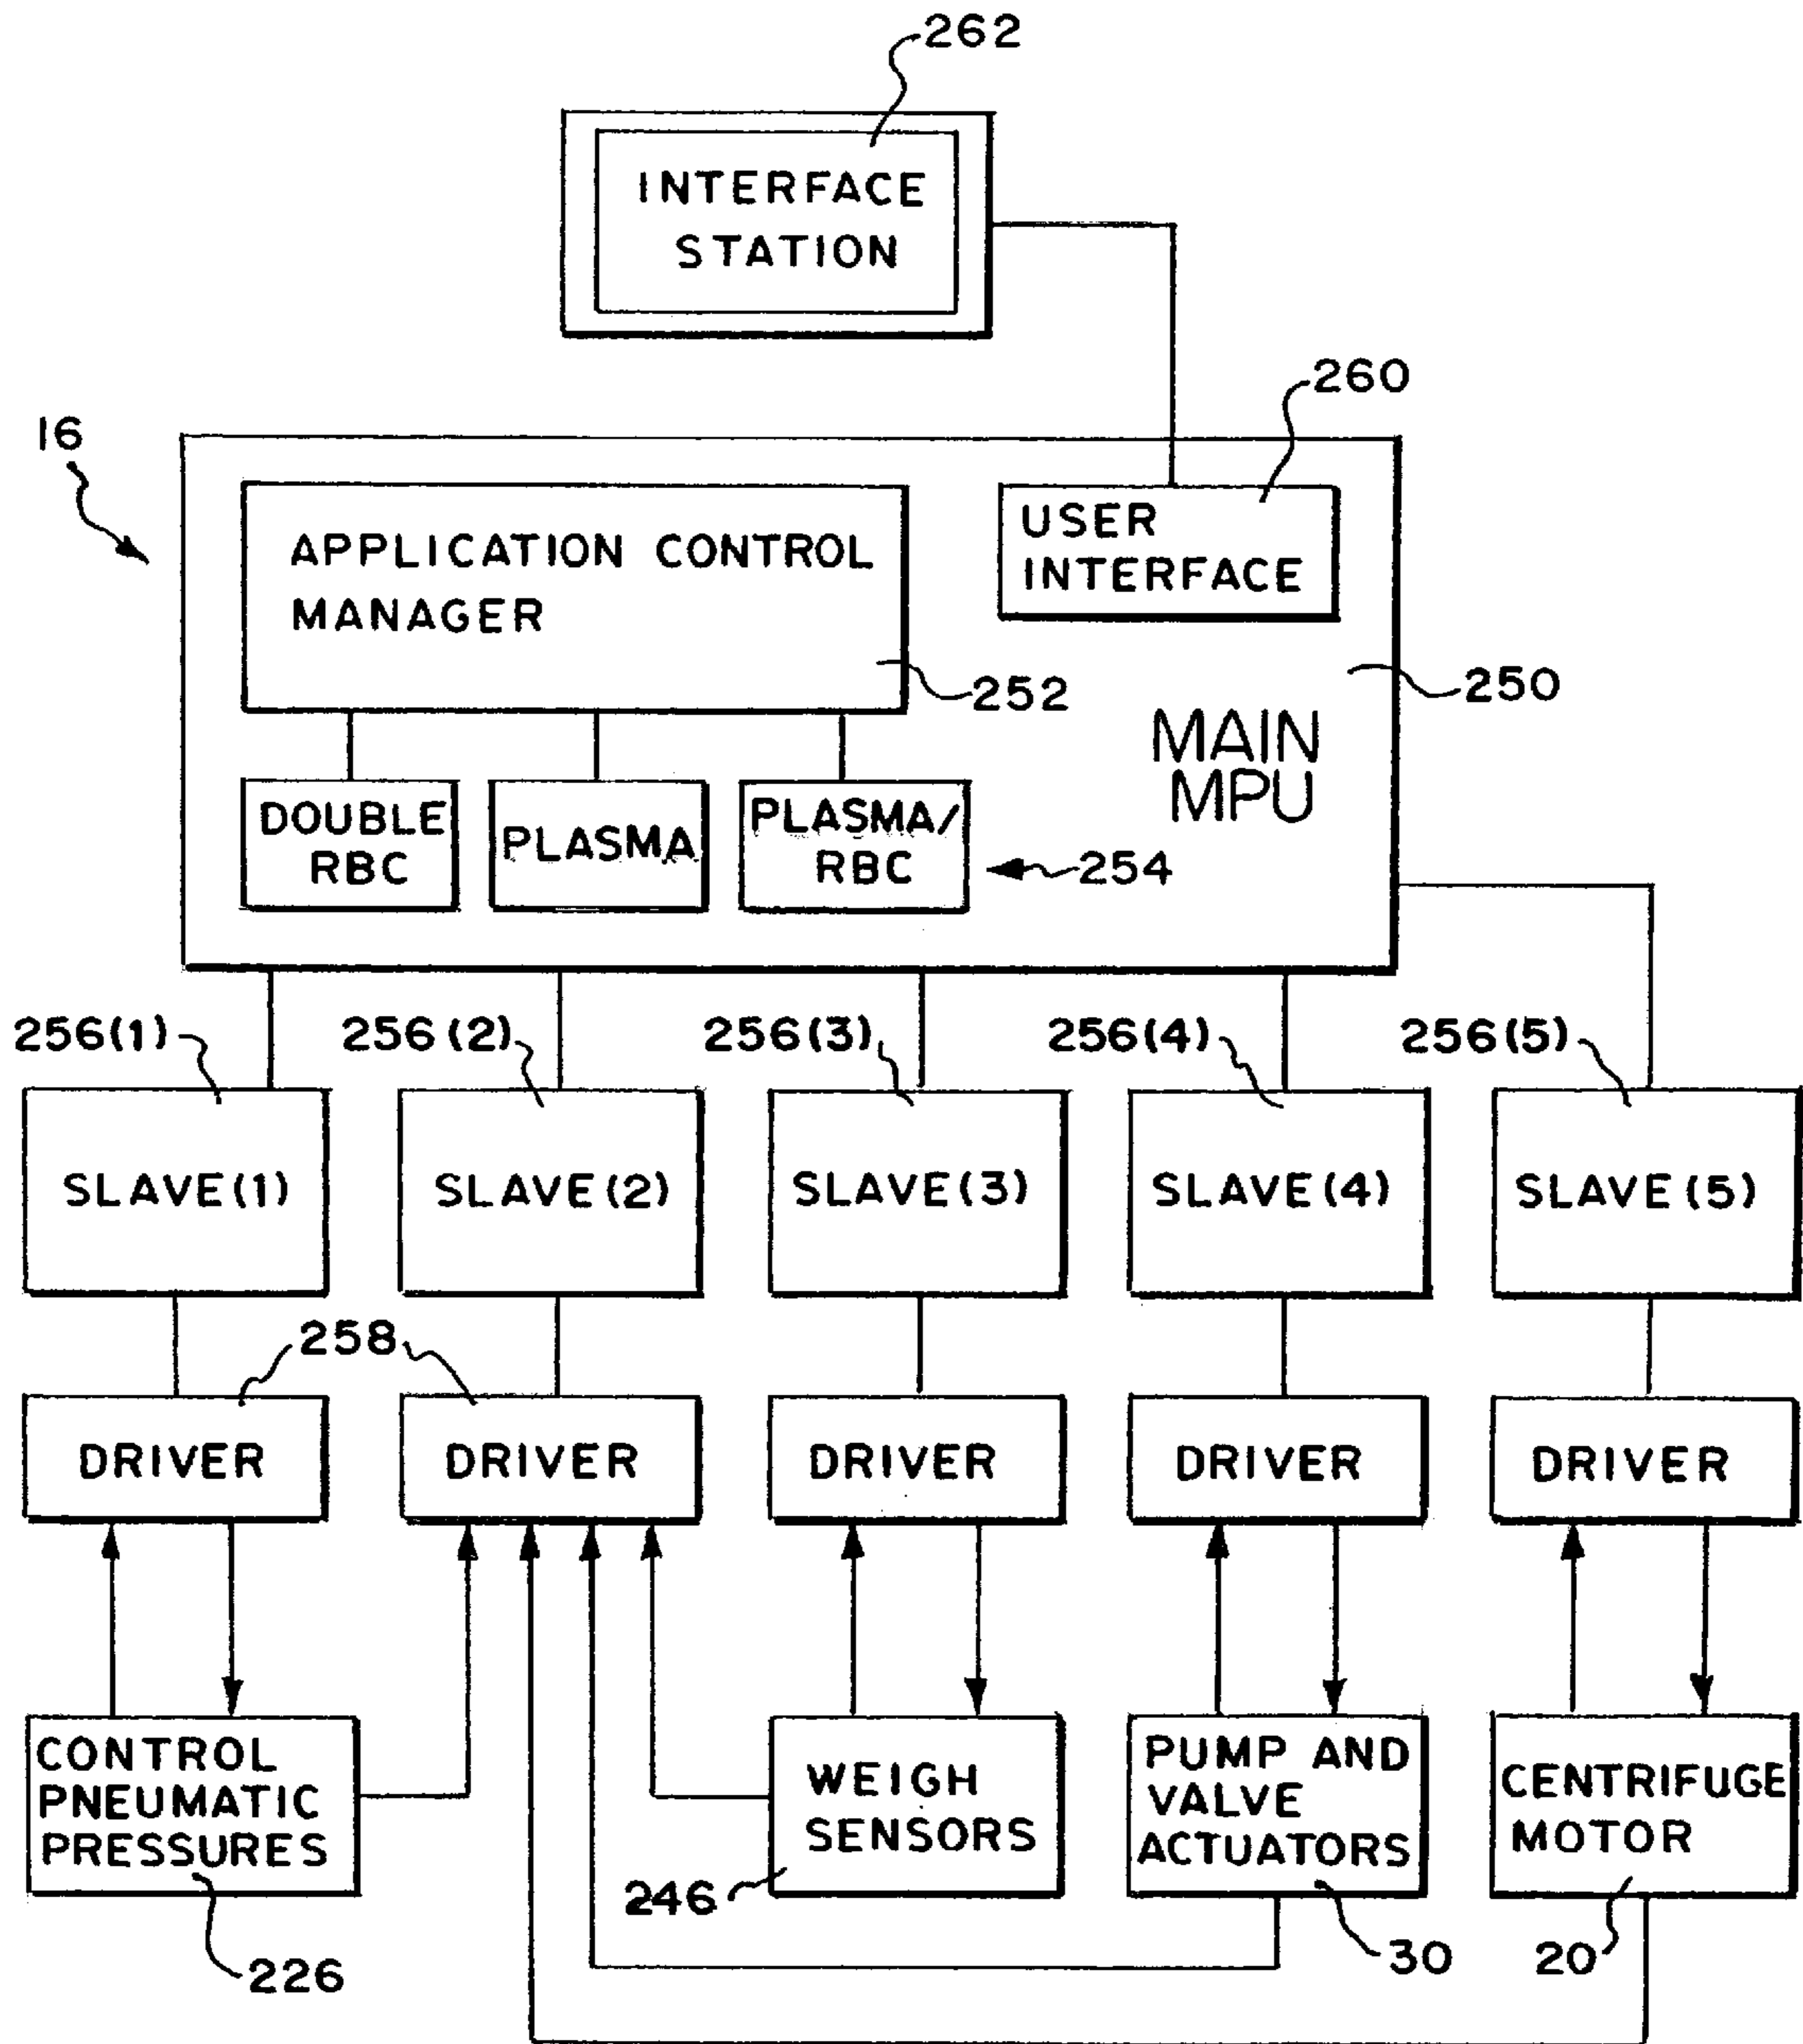 262
INTERFACE
STATION
260
16
USER
INTERFACE
APPLICATION CONTROL
MANAGER
252
250
MAIN
MPU
DOUBLE
RBC
PLASMA
PLASMA/
RBC
254
256(1)
256(2)
256(3)
256(4)
256(5)
SLAVE(1)
SLAVE(2)
SLAVE(3)
SLAVE(4)
SLAVE(5)
258
DRIVER
DRIVER
DRIVER
DRIVER
DRIVER
CONTROL
PNEUMATIC
PRESSURES
WEIGH
SENSORS
PUMP AND
VALVE
ACTUATORS
CENTRIFUGE
MOTOR
226
246
30
20